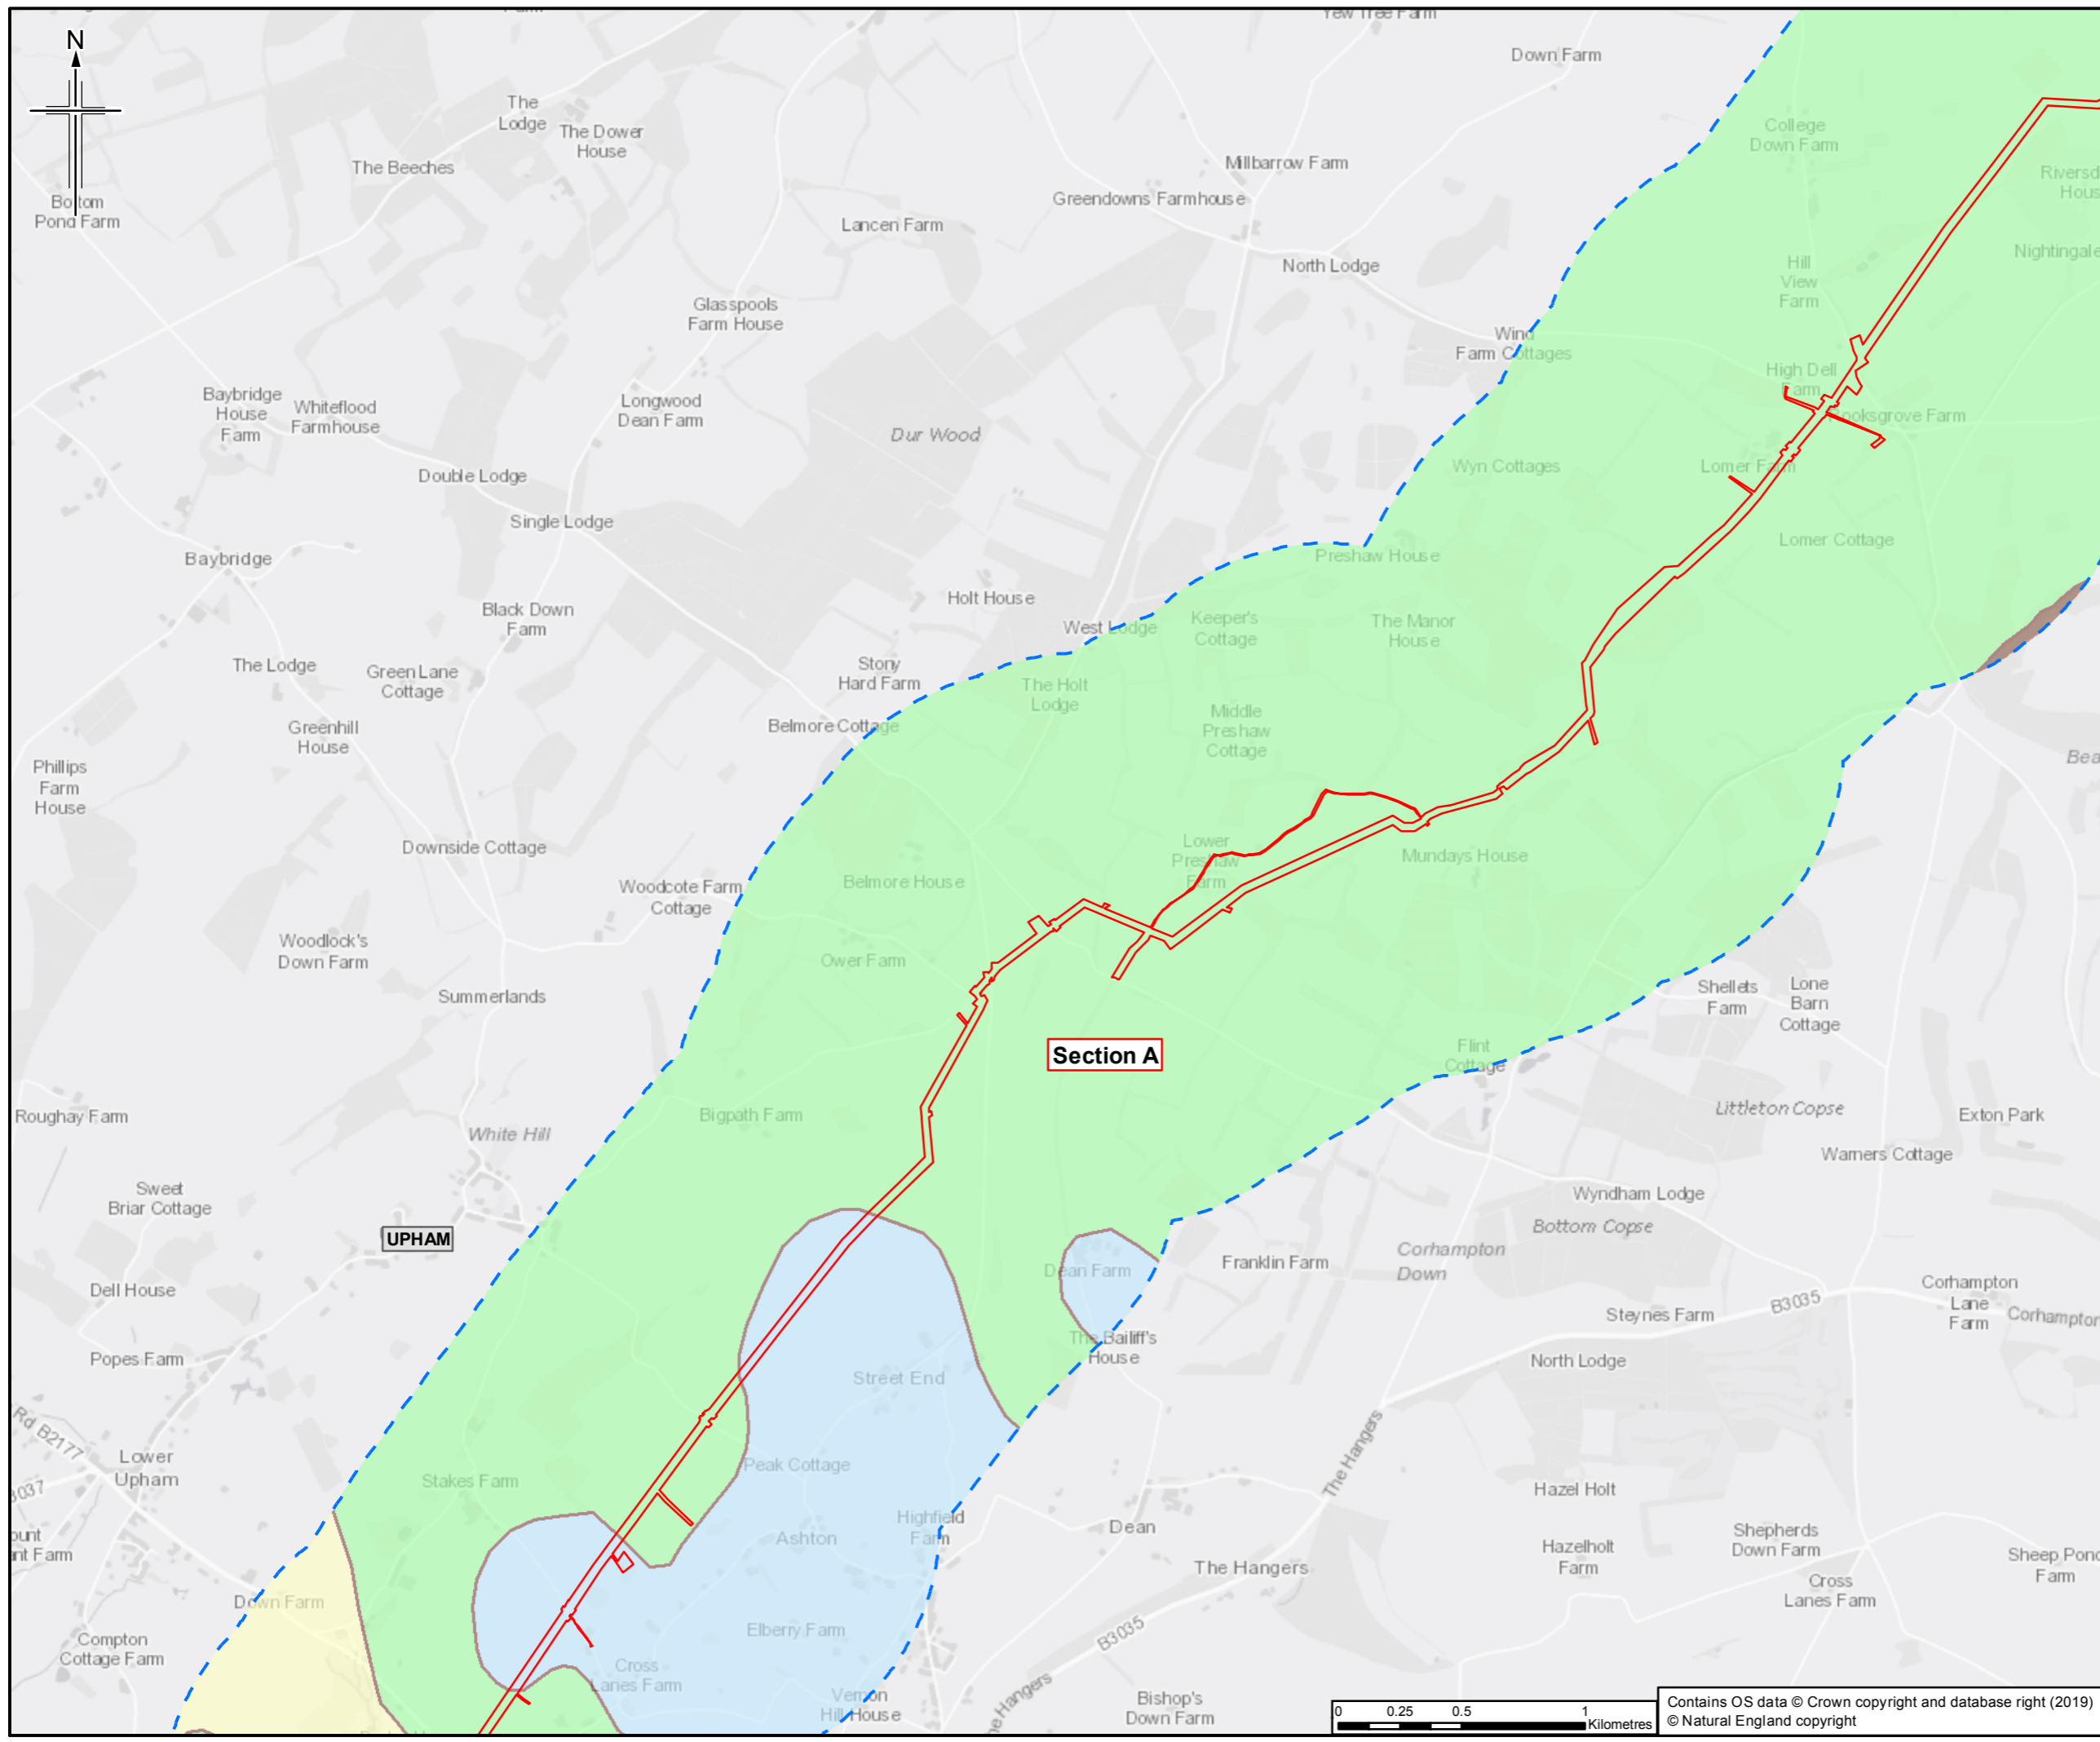 Yew Tree Farm
Down Farm
N
The
Lodge
The Dower
House
The Beeches
College
Down Farm
Millbarrow Farm
Greendowns Farmhouse
Bottom
Pond Farm
Lancen Farm
North Lodge
Nightingale
Hill
View
Farm
Glasspools
Farm House
Wind
Farm Cottages
High Dell
Farm
Baybridge
House
Farm
Whiteflood
Farmhouse
Longwood
Dean Farm
Dur Wood
Rooksgrove Farm
Wyn Cottages
Lomer Farm
Double Lodge
Single Lodge
Lomer Cottage
Baybridge
Preshaw House
Holt House
Black Down
Farm
West Lodge
Keeper's
Cottage
The Manor
House
The Lodge
Green Lane
Cottage
Stony
Hard Farm
The Holt
Lodge
Greenhill
House
Belmore Cottage
Middle
Preshaw
Cottage
Phillips
Farm
House
Downside Cottage
Lower
Preshaw
Farm
Mundays House
Woodcote Farm
Cottage
Belmore House
Woodlock's
Down Farm
Ower Farm
Summerlands
Shellets
Farm
Lone
Barn
Cottage
Section A
Flint
Cottage
Roughay Farm
Bigpath Farm
Littleton Copse
Exton Park
White Hill
Warners Cottage
Sweet
Briar Cottage
Wyndham Lodge
UPHAM
Bottom Copse
Corhampton
Down
Franklin Farm
Dean Farm
Dell House
Corhampton
Lane
Farm
B3035
Corhampton
Steynes Farm
The Bailiff's
House
Popes Farm
North Lodge
Street End
Rd B2177
Lower
Upham
Peak Cottage
The Hangers
Stakes Farm
Hazel Holt
Highfield
Farm
Dean
Ashton
Shepherds
Down Farm
Hazelholt
Farm
The Hangers
Sheep Pond
Farm
Cross
Lanes Farm
Down Farm
Elberry Farm
B3035
Compton
Cottage Farm
Cross
Lanes Farm
Vernon
Hill House
Bishop's
Down Farm
0 0.25 0.5 1
Kilometres
Contains OS data © Crown copyright and database right (2019)
© Natural England copyright